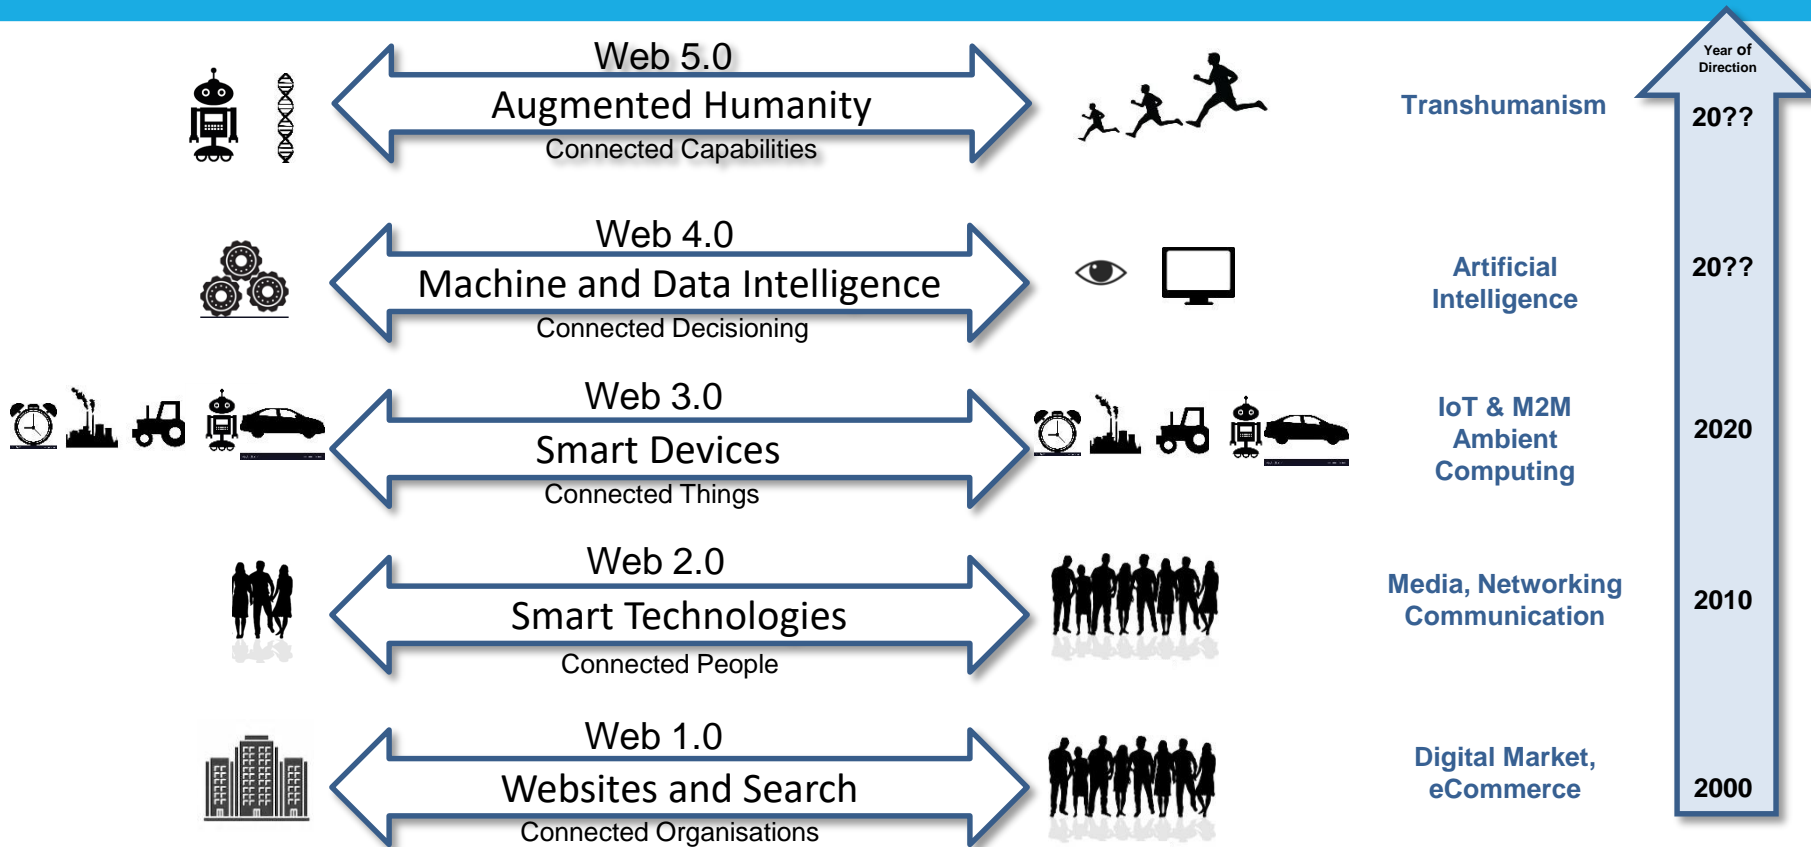 Web 5.0
Augmented Humanity
Connected Capabilities
Transhumanism
Year of
Direction
20??
Web 4.0
Machine and Data Intelligence
Connected Decisioning
Artificial
Intelligence
20??
Web 3.0
Smart Devices
Connected Things
IoT & M2M
Ambient
Computing
2020
Web 2.0
Smart Technologies
Connected People
Media, Networking
Communication
2010
Web 1.0
Websites and Search
Connected Organisations
Digital Market,
eCommerce
2000